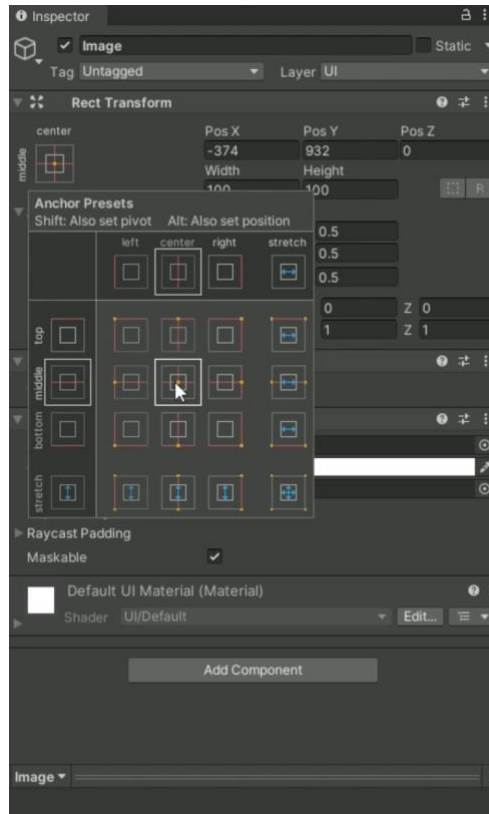 Inspector
Image
Static
Tag Untagged Layer UI
Rect Transform
center Pos X Pos Y Pos Z
middle -374 932 0
Width Height
100 100 R
Anchor Presets
Shift: Also set pivot Alt: Also set position
0.5
left center right stretch
0.5
0.5
0 Z 0
top 1 Z 1
middle
bottom
stretch
Raycast Padding
Maskable
Default UI Material (Material)
Shader UI/Default Edit...
Add Component
Image